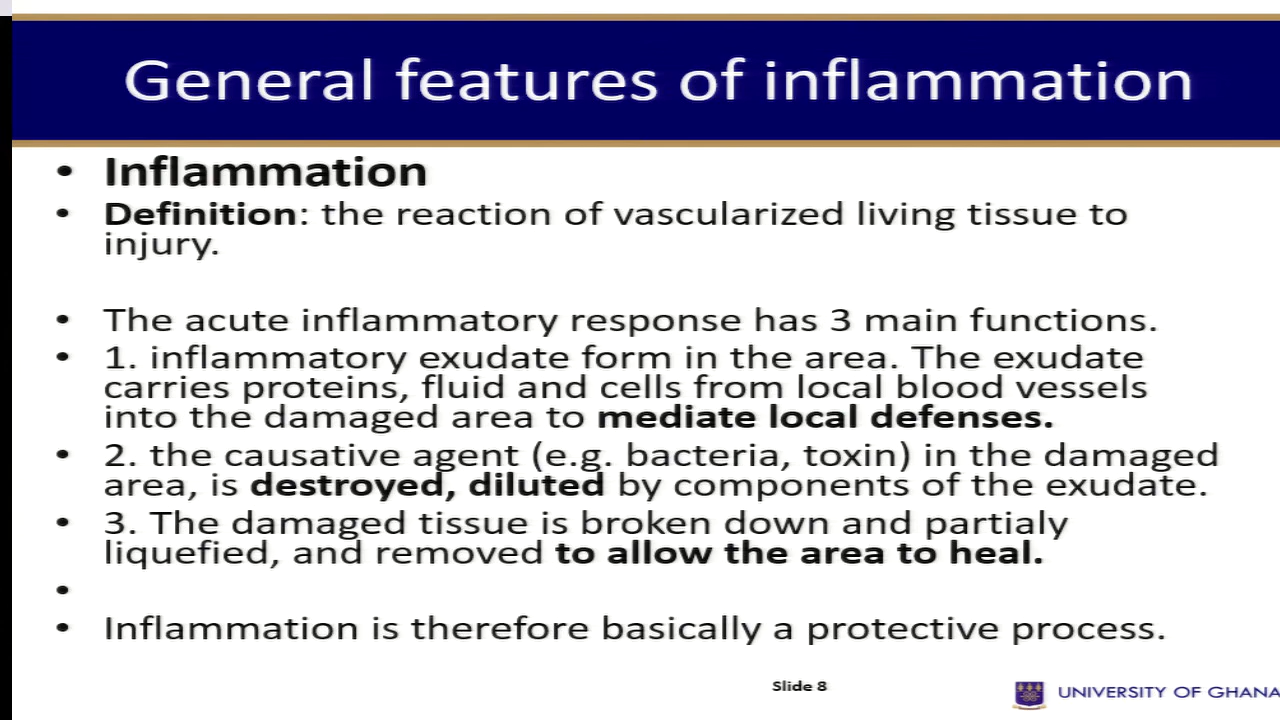 General features of inflammation
• Inflammation
• Definition: the reaction of vascularized living tissue to
injury.
• The acute inflammatory response has 3 main functions.
• 1. inflammatory exudate form in the area. The exudate
carries proteins, fluid and cells from local blood vessels
into the damaged area to mediate local defenses.
• 2. the causative agent (e.g. bacteria, toxin) in the damaged
area, is destroyed, diluted by components of the exudate.
• 3. The damaged tissue is broken down and partialy
liquefied, and removed to allow the area to heal.
•
• Inflammation is therefore basically a protective process.
Slide 8
UNIVERSITY OF GHANA